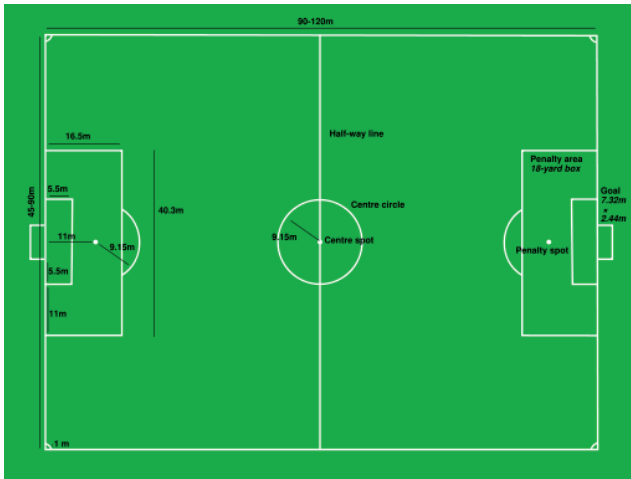 90-120m
Half-way line
16.5m
Penalty area
18-yard box
5.5m
Goal
7.32m
×
2.44m
45-90m
40.3m
Centre circle
11m
9.15m
9.15m
Centre spot
Penalty spot
5.5m
11m
1 m